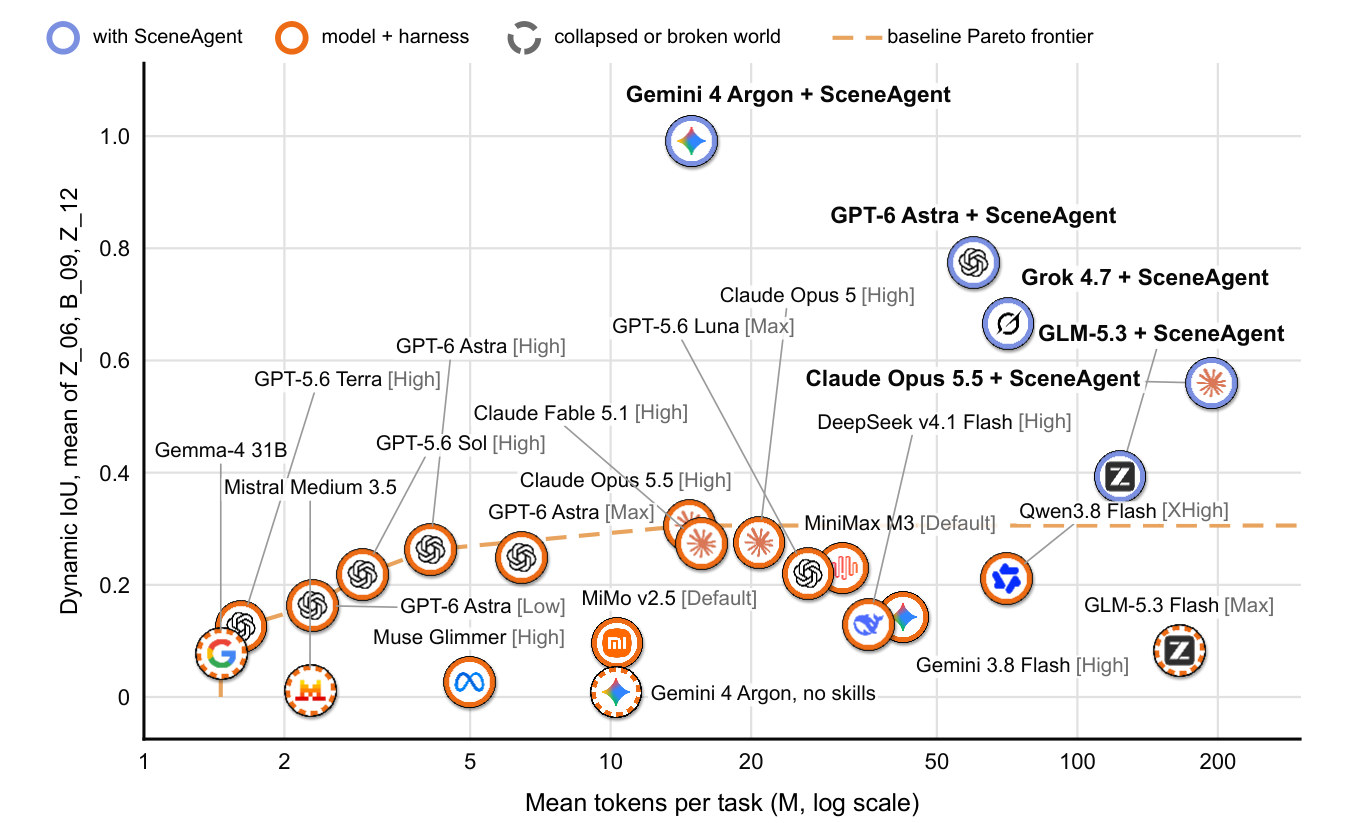 with SceneAgent
model + harness
collapsed or broken world
baseline Pareto frontier
Gemini 4 Argon + SceneAgent
1.0
GPT-6 Astra + SceneAgent
0.8
Grok 4.7 + SceneAgent
Claude Opus 5 [High]
GPT-5.6 Luna [Max]
GLM-5.3 + SceneAgent
GPT-6 Astra [High]
0.6
GPT-5.6 Terra [High]
Claude Opus 5.5 + SceneAgent
Claude Fable 5.1 [High]
DeepSeek v4.1 Flash [High]
GPT-5.6 Sol [High]
Gemma-4 31B
0.4
Claude Opus 5.5 [High]
Mistral Medium 3.5
GPT-6 Astra [Max]
Qwen3.8 Flash [XHigh]
MiniMax M3 [Default]
0.2
MiMo v2.5 [Default]
GPT-6 Astra [Low]
GLM-5.3 Flash [Max]
Muse Glimmer [High]
Gemini 3.8 Flash [High]
Gemini 4 Argon, no skills
0
Dynamic IoU, mean of Z_06, B_09, Z_12
1
2
5
10
20
50
100
200
Mean tokens per task (M, log scale)